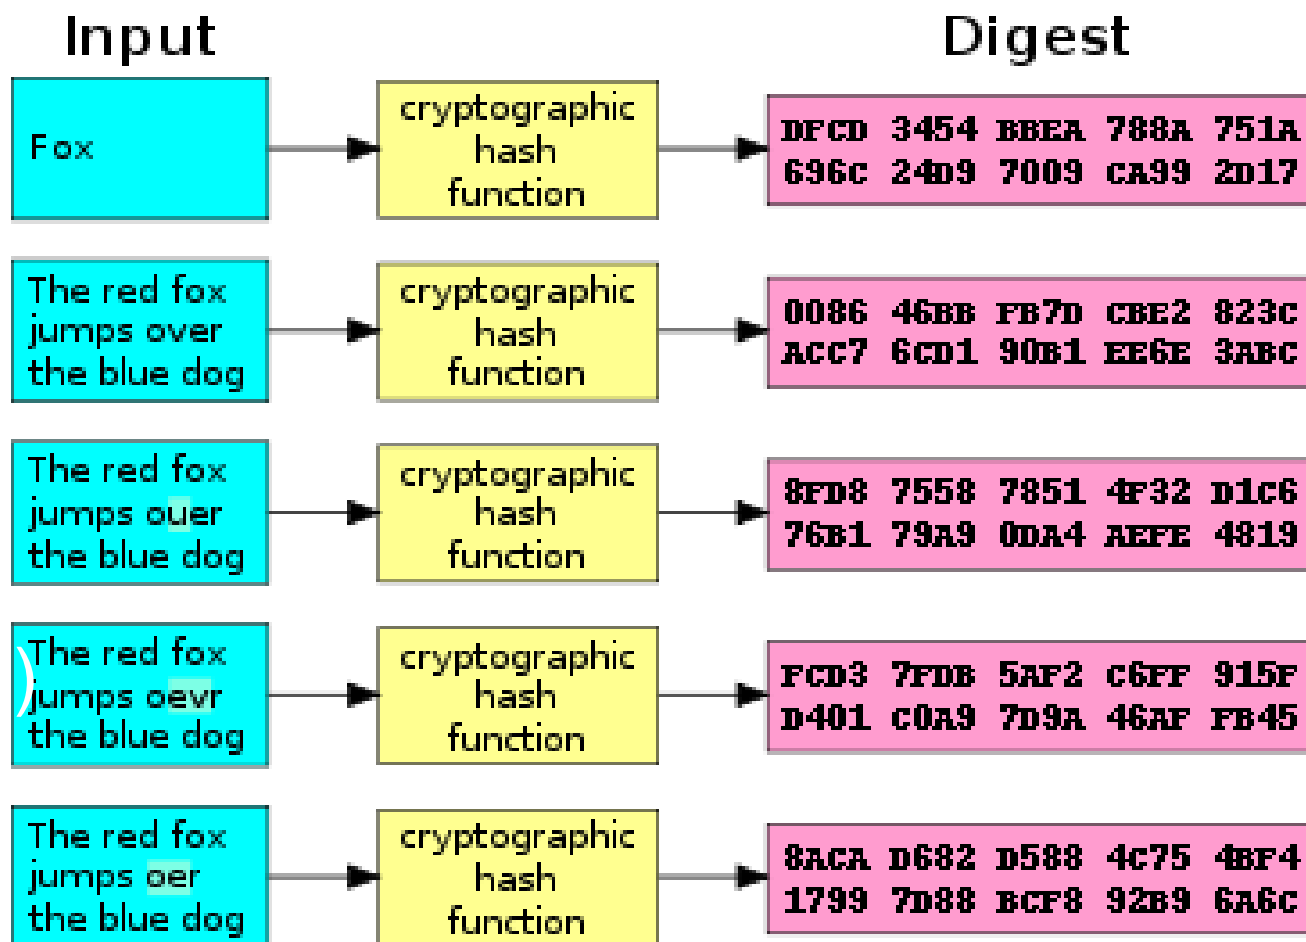 Input
Digest
Fox
cryptographic
hash
function
DFCD 3454 BBEA 788A 751A
696C 24D9 7009 CA99 2D17
The red fox
jumps over
the blue dog
cryptographic
hash
function
0086 46BB FB7D CBE2 823C
ACC7 6CD1 90B1 EE6E 3ABC
The red fox
jumps ouer
the blue dog
cryptographic
hash
function
8FD8 7558 7851 4F32 D1C6
76B1 79A9 0DA4 AEFE 4819
The red fox
jumps oevr
the blue dog
)
cryptographic
hash
function
FCD3 7FDB 5AF2 C6FF 915F
D401 C0A9 7D9A 46AF FB45
The red fox
jumps oer
the blue dog
cryptographic
hash
function
8ACA D682 D588 4C75 4BF4
1799 7D88 BCF8 92B9 6A6C